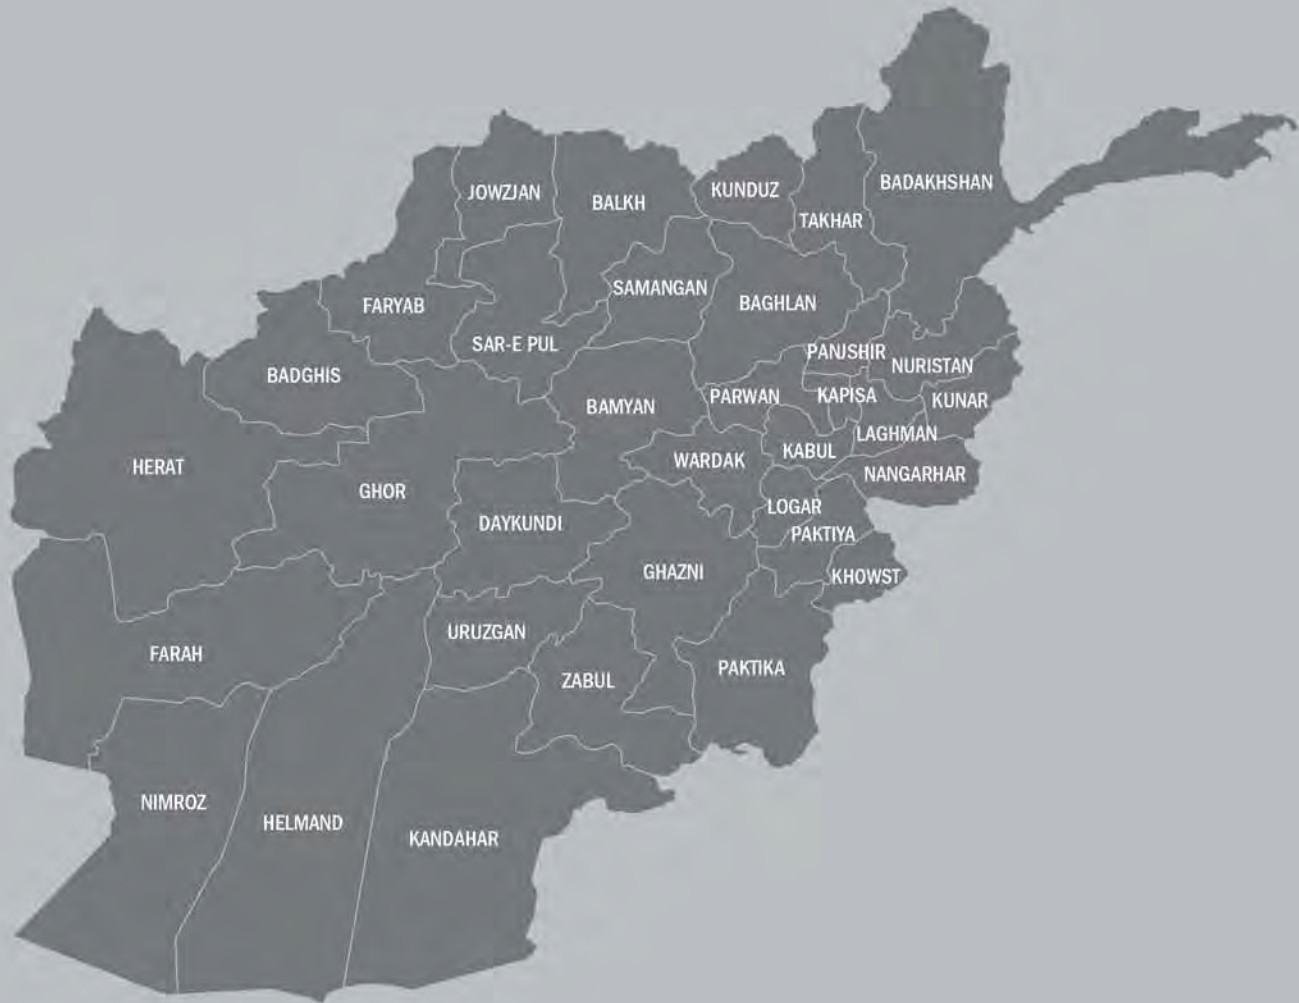 BADAKHSHAN
KUNDUZ
JOWZJAN
BALKH
TAKHAR
SAMANGAN
BAGHLAN
FARYAB
SAR-E PUL
PANJSHIR
NURISTAN
BADGHIS
PARWAN
KAPISA
KUNAR
BAMYAN
LAGHMAN
KABUL
WARDAK
HERAT
NANGARHAR
GHOR
LOGAR
DAYKUNDI
PAKTIYA
GHAZNI
KHOWST
URUZGAN
FARAH
PAKTIKA
ZABUL
NIMROZ
HELMAND
KANDAHAR